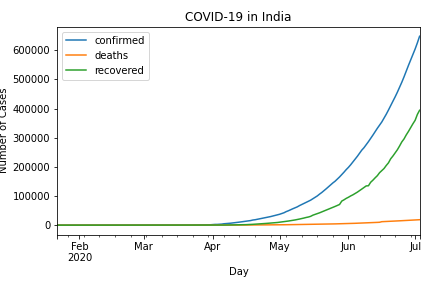 COVID-19 in India
confirmed
deaths
recovered
Number of Cases
600000
500000
400000
300000
200000
100000
0
Feb
2020
Mar
Apr
May
Jun
Jul
Day